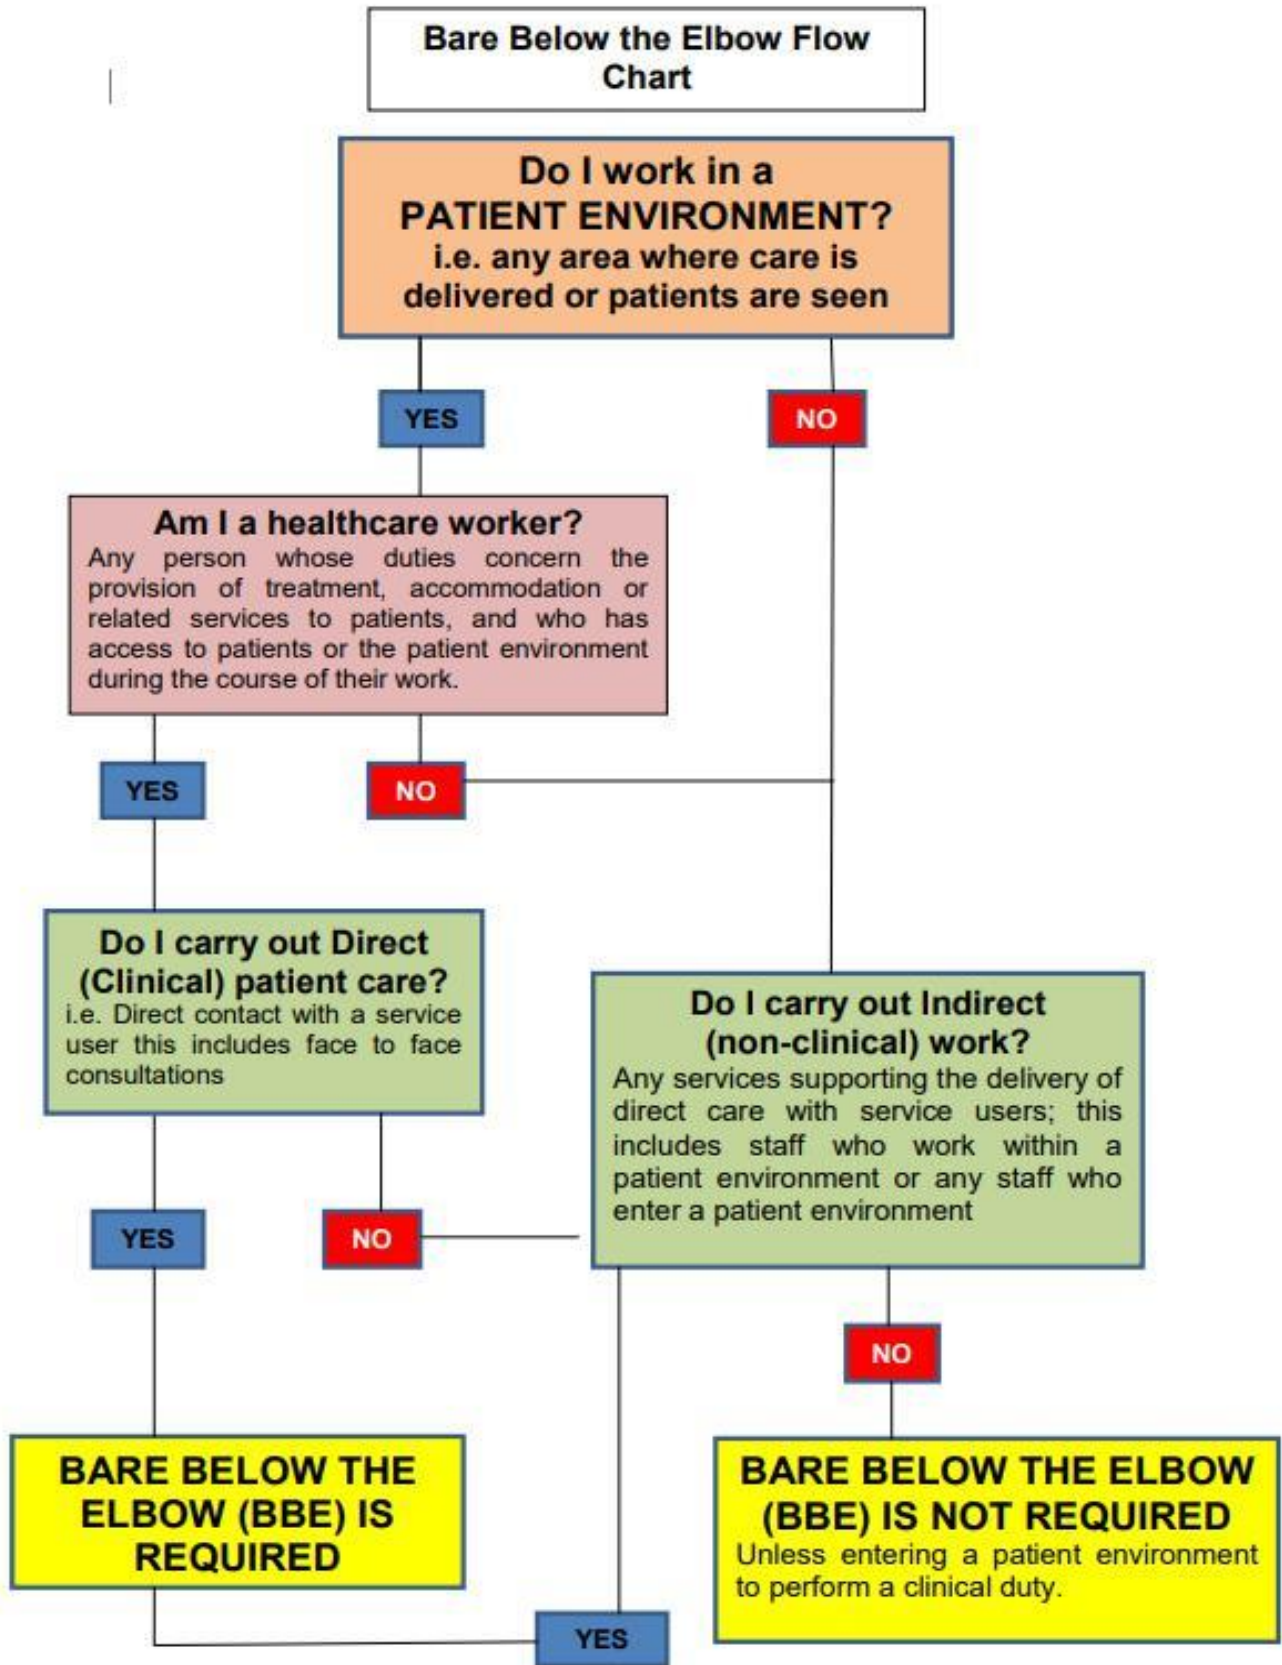 Bare Below the Elbow Flow
Chart
Do I work in a
PATIENT ENVIRONMENT?
i.e. any area where care is
delivered or patients are seen
YES
NO
Am I a healthcare worker?
Any person whose duties concern the
provision of treatment, accommodation or
related services to patients, and who has
access to patients or the patient environment
during the course of their work.
YES
NO
Do I carry out Direct
(Clinical) patient care?
i.e. Direct contact with a service
user this includes face to face
consultations
Do I carry out Indirect
(non-clinical) work?
Any services supporting the delivery of
direct care with service users; this
includes staff who work within a
patient environment or any staff who
enter a patient environment
YES
NO
NO
BARE BELOW THE
ELBOW (BBE) IS
REQUIRED
BARE BELOW THE ELBOW
(BBE) IS NOT REQUIRED
Unless entering a patient environment
to perform a clinical duty.
YES